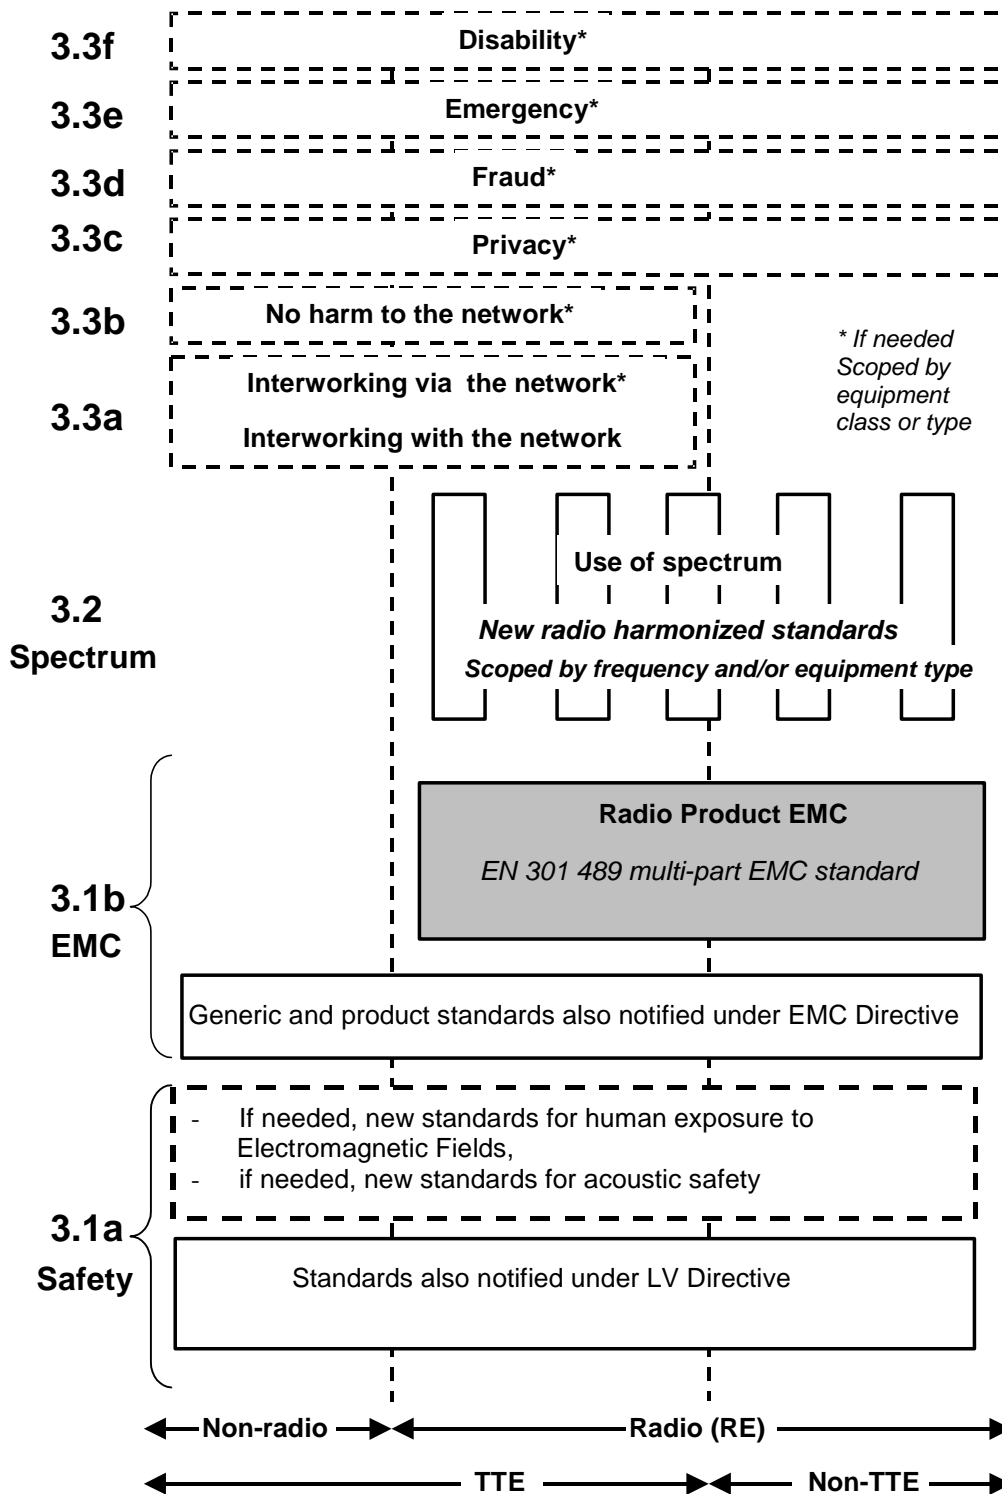 3.3f
Disability*
3.3e
Emergency*
3.3d
Fraud*
3.3c
Privacy*
3.3b
No harm to the network*
* If needed
Scoped by
equipment
class or type
3.3a
Interworking via the network*
Interworking with the network
3.2
Spectrum
Use of spectrum
New radio harmonized standards
Scoped by frequency and/or equipment type
3.1b
EMC
Radio Product EMC
EN 301 489 multi-part EMC standard
Generic and product standards also notified under EMC Directive
3.1a
Safety
- If needed, new standards for human exposure to
Electromagnetic Fields,
- if needed, new standards for acoustic safety
Standards also notified under LV Directive
Non-radio
Radio (RE)
TTE
Non-TTE